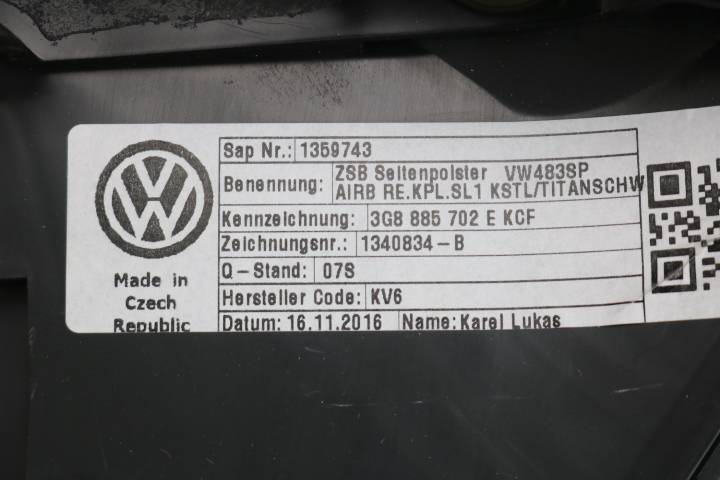 Sap Nr.: 1359743
Benennung: ZSB Seitenpolster VW483SP
AIRB RE.KPL.SL1 KSTL/TITANSCHW
Kennzeichnung: 3G8 885 702 E KCF
Zeichnungsnr.: 1340834-B
Q-Stand: 07S
Hersteller Code: KV6
Datum: 16.11.2016 Name: Karel Lukas
VW
Made in
Czech
Republic